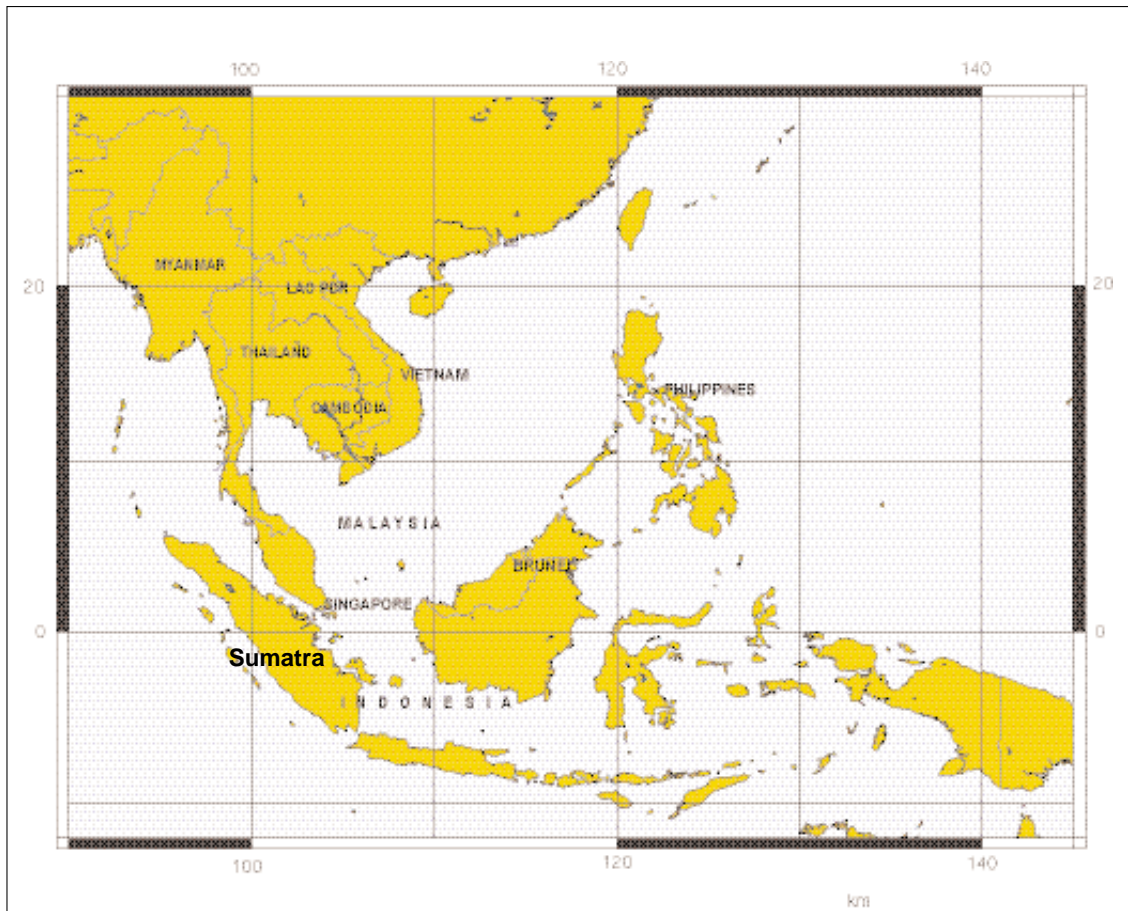 100 120 140
MYANMAR
20 20
LAO PDR
THAILAND
VIETNAM
PHILIPPINES
CAMBODIA
MALAYSIA
BRUNEI
SINGAPORE
0 0
Sumatra
INDONESIA
100 120 140
km